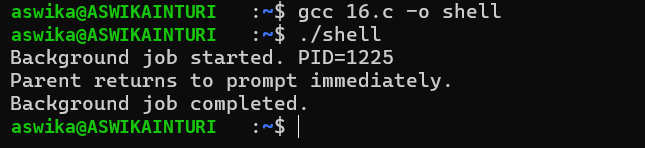 aswika@ASWIKAINTURI   :~$ gcc 16.c -o shell
aswika@ASWIKAINTURI   :~$ ./shell
Background job started. PID=1225
Parent returns to prompt immediately.
Background job completed.
aswika@ASWIKAINTURI   :~$